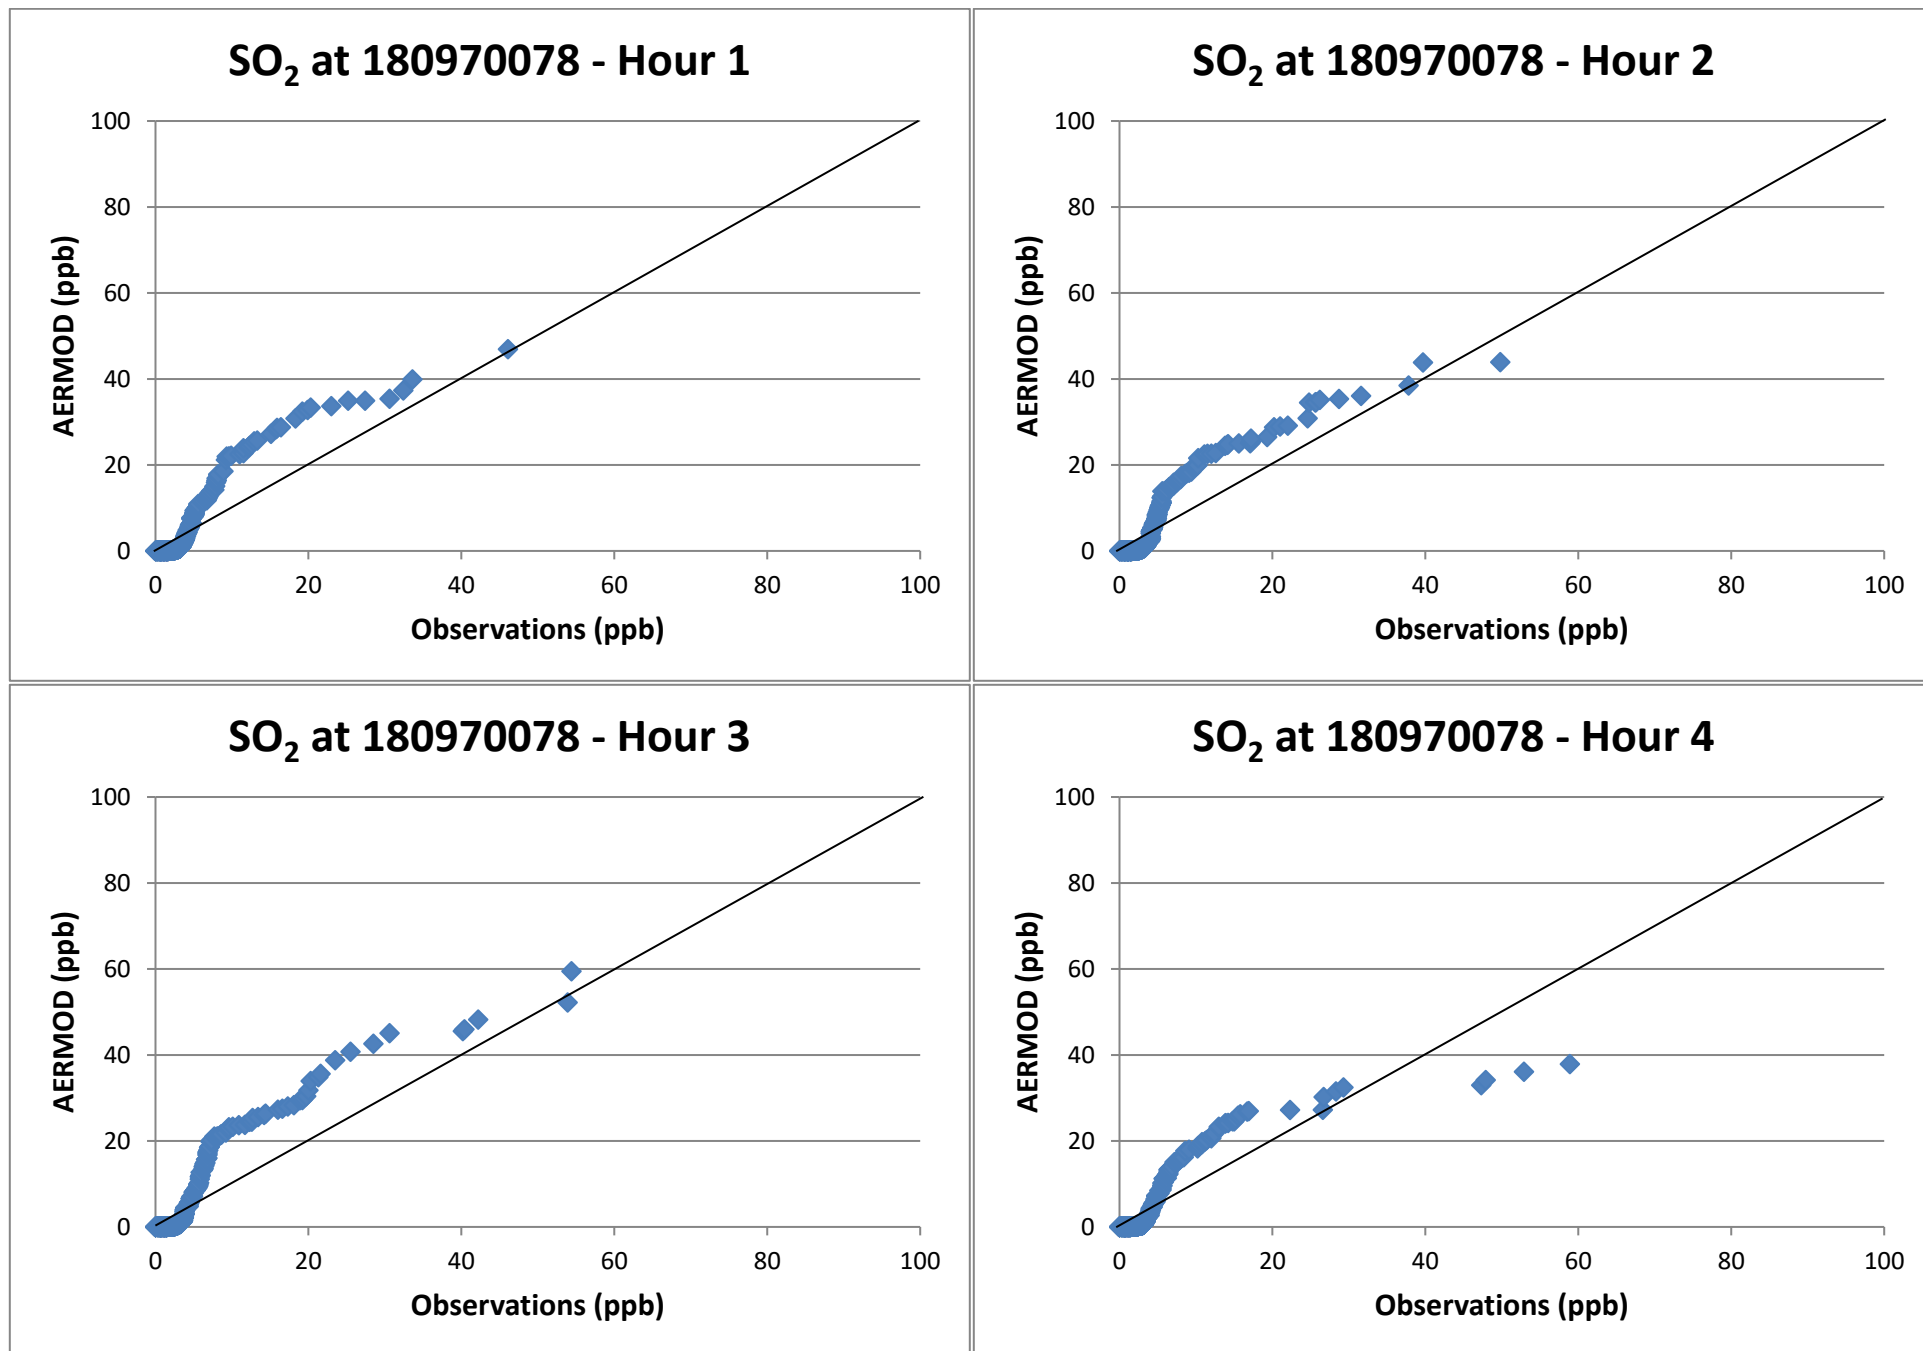 SO₂ at 180970078 - Hour 1
100
80
60
40
20
0
AERMOD (ppb)
0 20 40 60 80 100
Observations (ppb)
SO₂ at 180970078 - Hour 2
100
80
60
40
20
0
AERMOD (ppb)
0 20 40 60 80 100
Observations (ppb)
SO₂ at 180970078 - Hour 3
100
80
60
40
20
0
AERMOD (ppb)
0 20 40 60 80 100
Observations (ppb)
SO₂ at 180970078 - Hour 4
100
80
60
40
20
0
AERMOD (ppb)
0 20 40 60 80 100
Observations (ppb)